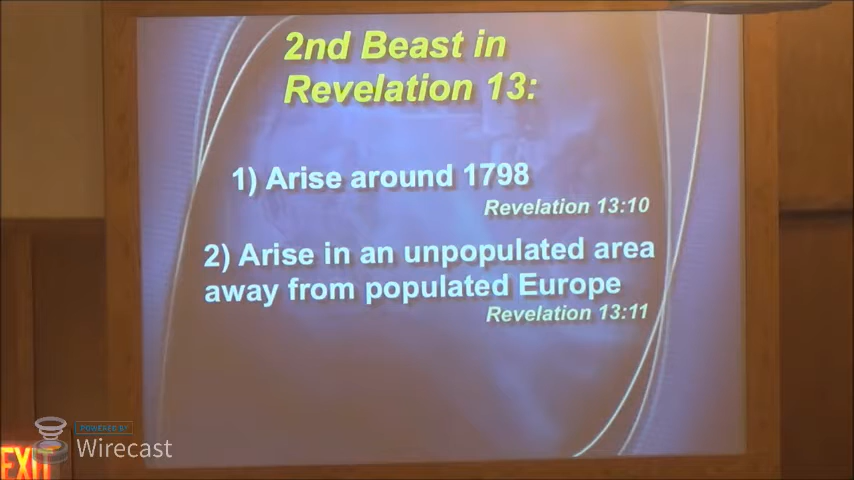 2nd Beast in
Revelation 13:
1) Arise around 1798
Revelation 13:10
2) Arise in an unpopulated area
away from populated Europe
Revelation 13:11
POWERED BY
Wirecast
EXIT